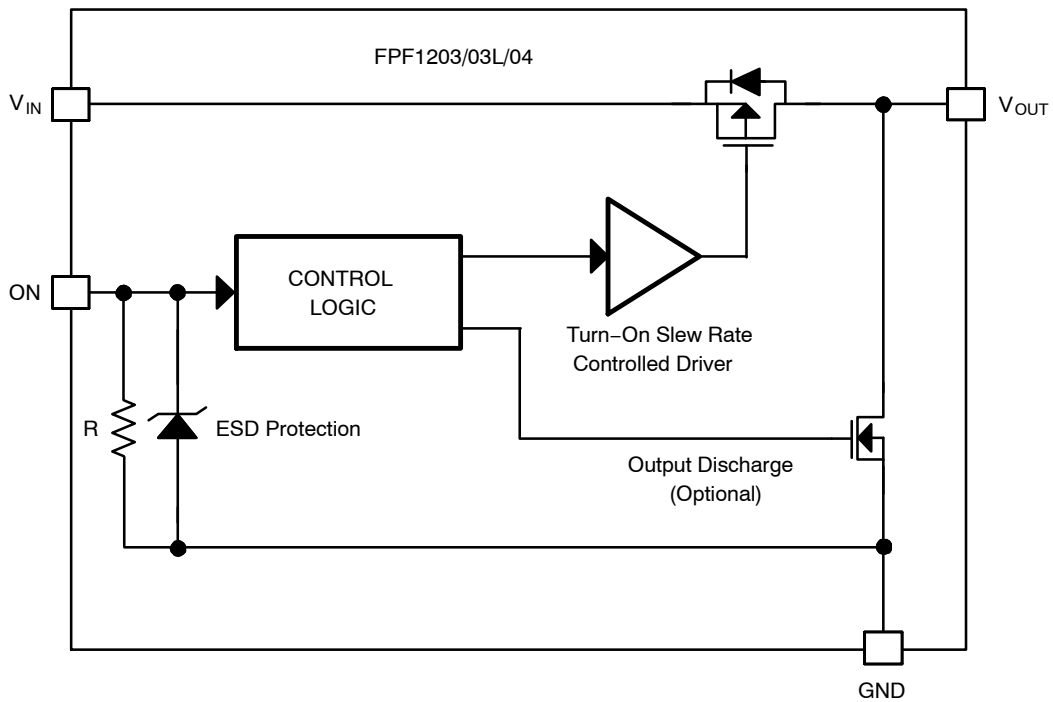 FPF1203/03L/04
VIN
VOUT
ON
CONTROL
LOGIC
Turn−On Slew Rate
Controlled Driver
R
ESD Protection
Output Discharge
(Optional)
GND